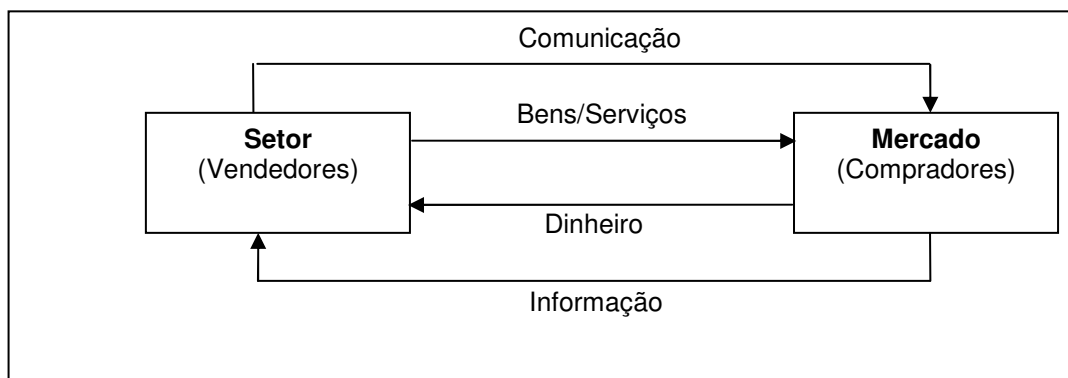 Comunicação
Bens/Serviços
Setor
(Vendedores)
Mercado
(Compradores)
Dinheiro
Informação